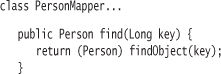 class PersonMapper...
public Person find(Long key) {
return (Person) findObject(key);
}